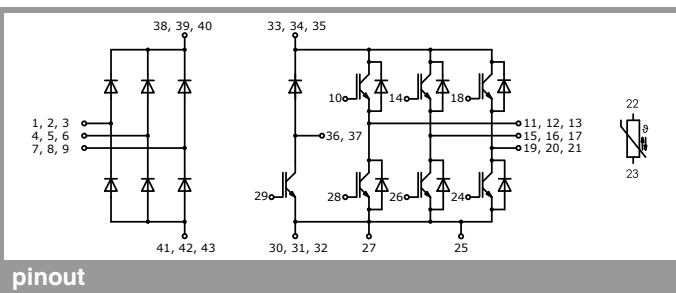 38, 39, 40 33, 34, 35
10 14 18
1, 2, 3 11, 12, 13
4, 5, 6 36, 37 15, 16, 17
7, 8, 9 19, 20, 21
22
ϑ
23
29 28 26 24
41, 42, 43 30, 31, 32 27 25
pinout